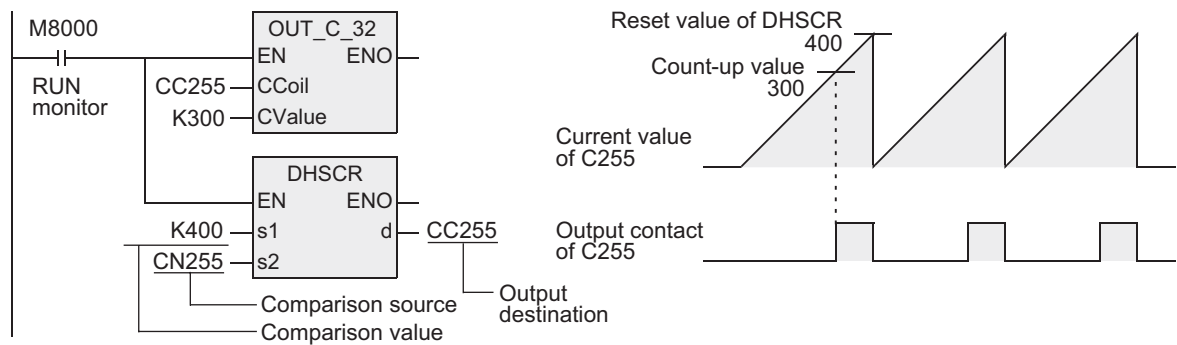 M8000
RUN
monitor
OUT_C_32
EN ENO
CC255 CCoil
K300 CValue
DHSCR
EN ENO
K400 s1 d CC255
CN255 s2
Comparison source
Comparison value
Output
destination
Reset value of DHSCR
400
Count-up value
300
Current value
of C255
Output contact
of C255